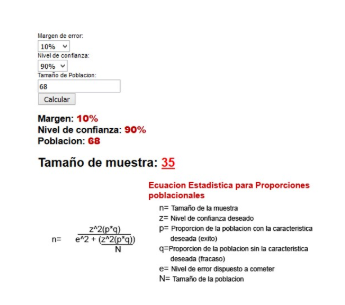 Margen de error:
10%
Nivel de confianza:
90%
Tamaño de Poblacion:
68
Calcular
Margen: 10%
Nivel de confianza: 90%
Poblacion: 68
Tamaño de muestra: 35
Ecuacion Estadistica para Proporciones
poblacionales
n= Tamaño de la muestra
z= Nivel de confianza deseado
p= Proporcion de la poblacion con la caracteristica
deseada (exito)
q=Proporcion de la poblacion sin la caracteristica
deseada (fracaso)
e= Nivel de error dispuesto a cometer
N= Tamaño de la poblacion
z^2(p*q)
n= e^2 + (z^2(p*q))
N